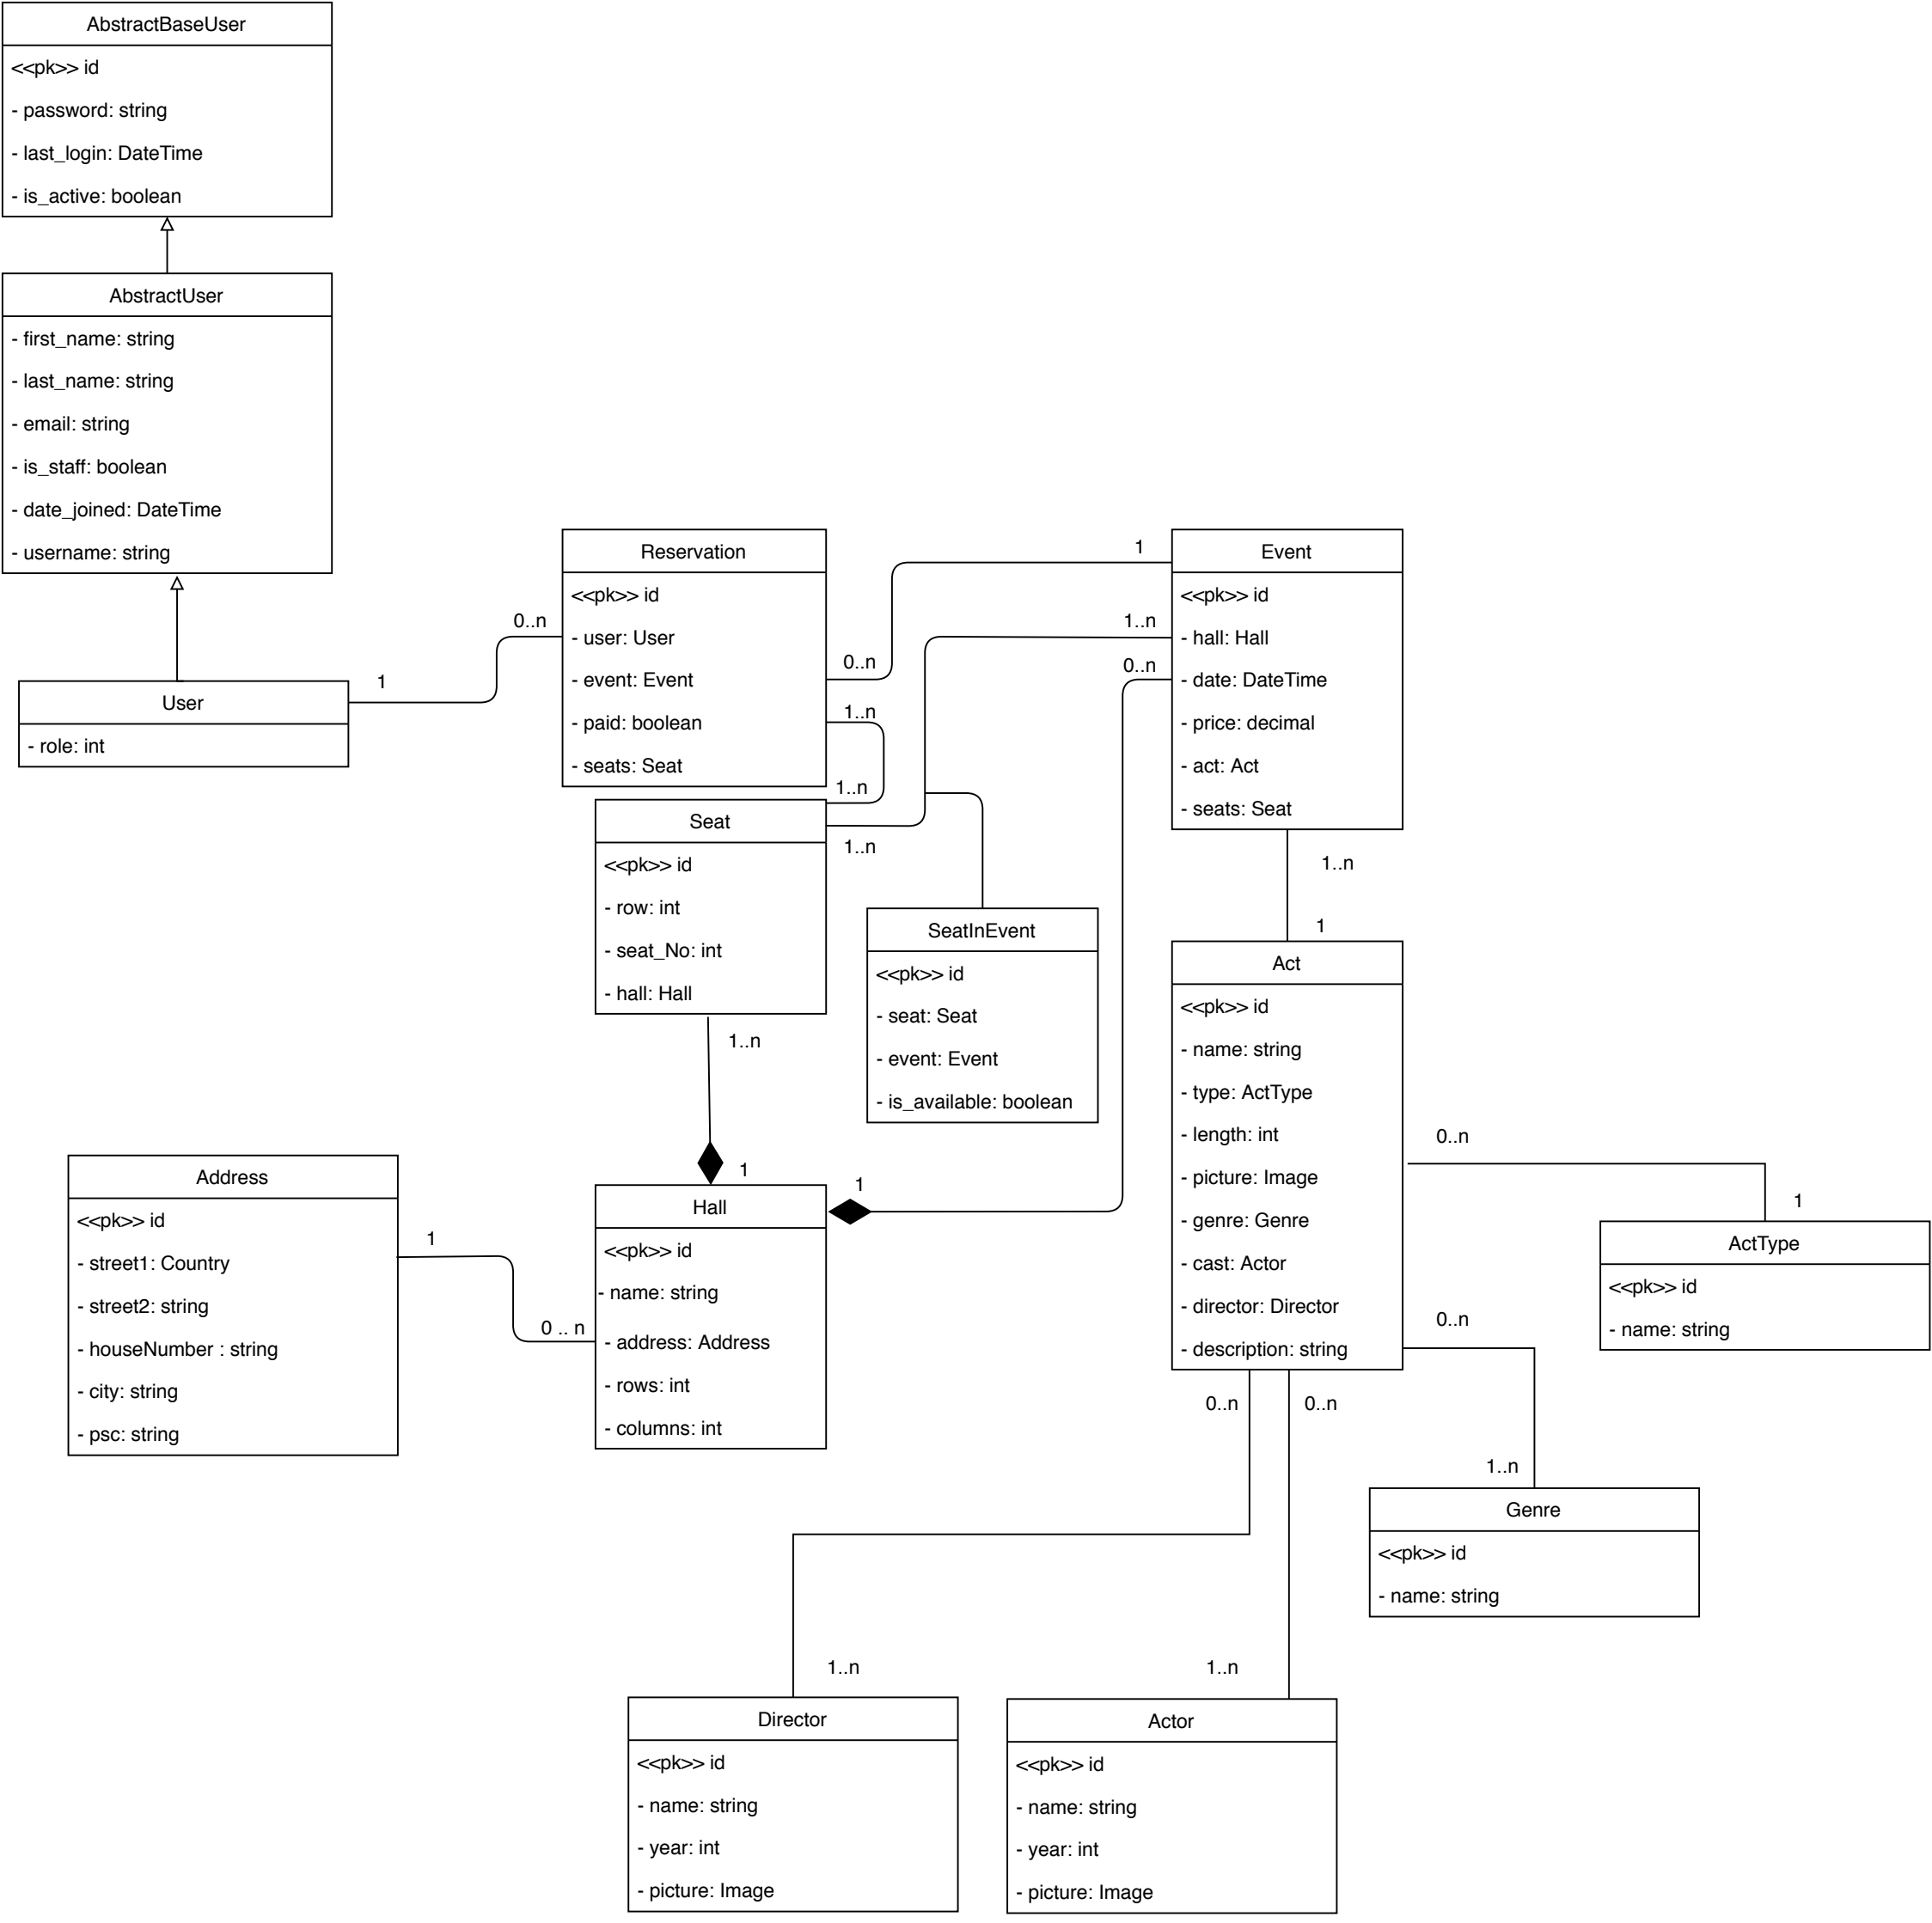 AbstractBaseUser
<<pk>> id
- password: string
- last_login: DateTime
- is_active: boolean
AbstractUser
- first_name: string
- last_name: string
- email: string
- is_staff: boolean
- date_joined: DateTime
- username: string
User
- role: int
1
0..n
Reservation
<<pk>> id
- user: User
- event: Event
- paid: boolean
- seats: Seat
0..n
1
1..n
1..n
1..n
1..n
0..n
Event
<<pk>> id
- hall: Hall
- date: DateTime
- price: decimal
- act: Act
- seats: Seat
1..n
1
Seat
<<pk>> id
- row: int
- seat_No: int
- hall: Hall
1..n
1
SeatInEvent
<<pk>> id
- seat: Seat
- event: Event
- is_available: boolean
1
Address
<<pk>> id
- street1: Country
- street2: string
- houseNumber : string
- city: string
- psc: string
1
0 .. n
Hall
<<pk>> id
- name: string
- address: Address
- rows: int
- columns: int
Act
<<pk>> id
- name: string
- type: ActType
- length: int
- picture: Image
- genre: Genre
- cast: Actor
- director: Director
- description: string
0..n
1
ActType
<<pk>> id
- name: string
0..n
1..n
Genre
<<pk>> id
- name: string
0..n
0..n
1..n
1..n
Director
<<pk>> id
- name: string
- year: int
- picture: Image
Actor
<<pk>> id
- name: string
- year: int
- picture: Image